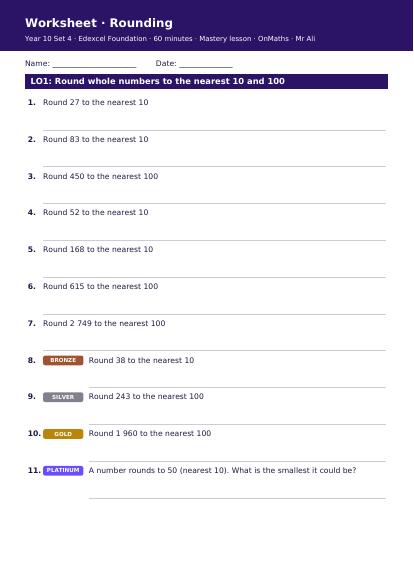 Worksheet · Rounding
Year 10 Set 4 · Edexcel Foundation · 60 minutes · Mastery lesson · OnMaths · Mr Ali
Name: ____________________ Date: _____________
LO1: Round whole numbers to the nearest 10 and 100
1. Round 27 to the nearest 10
2. Round 83 to the nearest 10
3. Round 450 to the nearest 100
4. Round 52 to the nearest 10
5. Round 168 to the nearest 10
6. Round 615 to the nearest 100
7. Round 2 749 to the nearest 100
8. BRONZE Round 38 to the nearest 10
9. SILVER Round 243 to the nearest 100
10. GOLD Round 1 960 to the nearest 100
11. PLATINUM A number rounds to 50 (nearest 10). What is the smallest it could be?